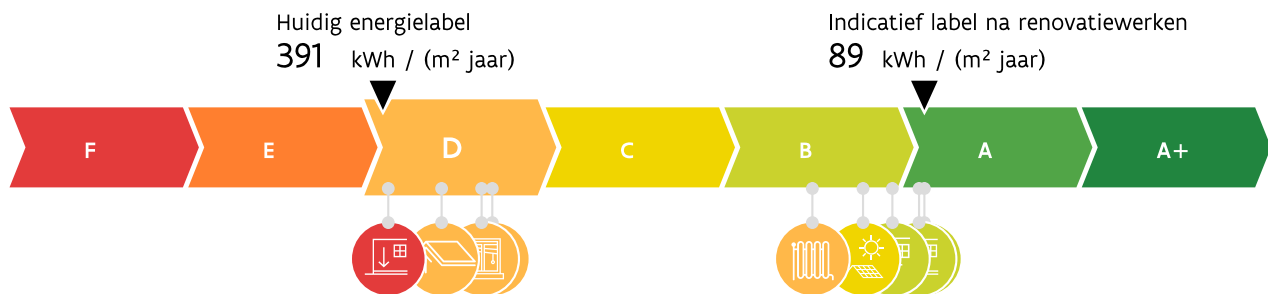 Huidig energielabel
391 kWh / (m² jaar)
Indicatief label na renovatiewerken
89 kWh / (m² jaar)
F E D C B A A+